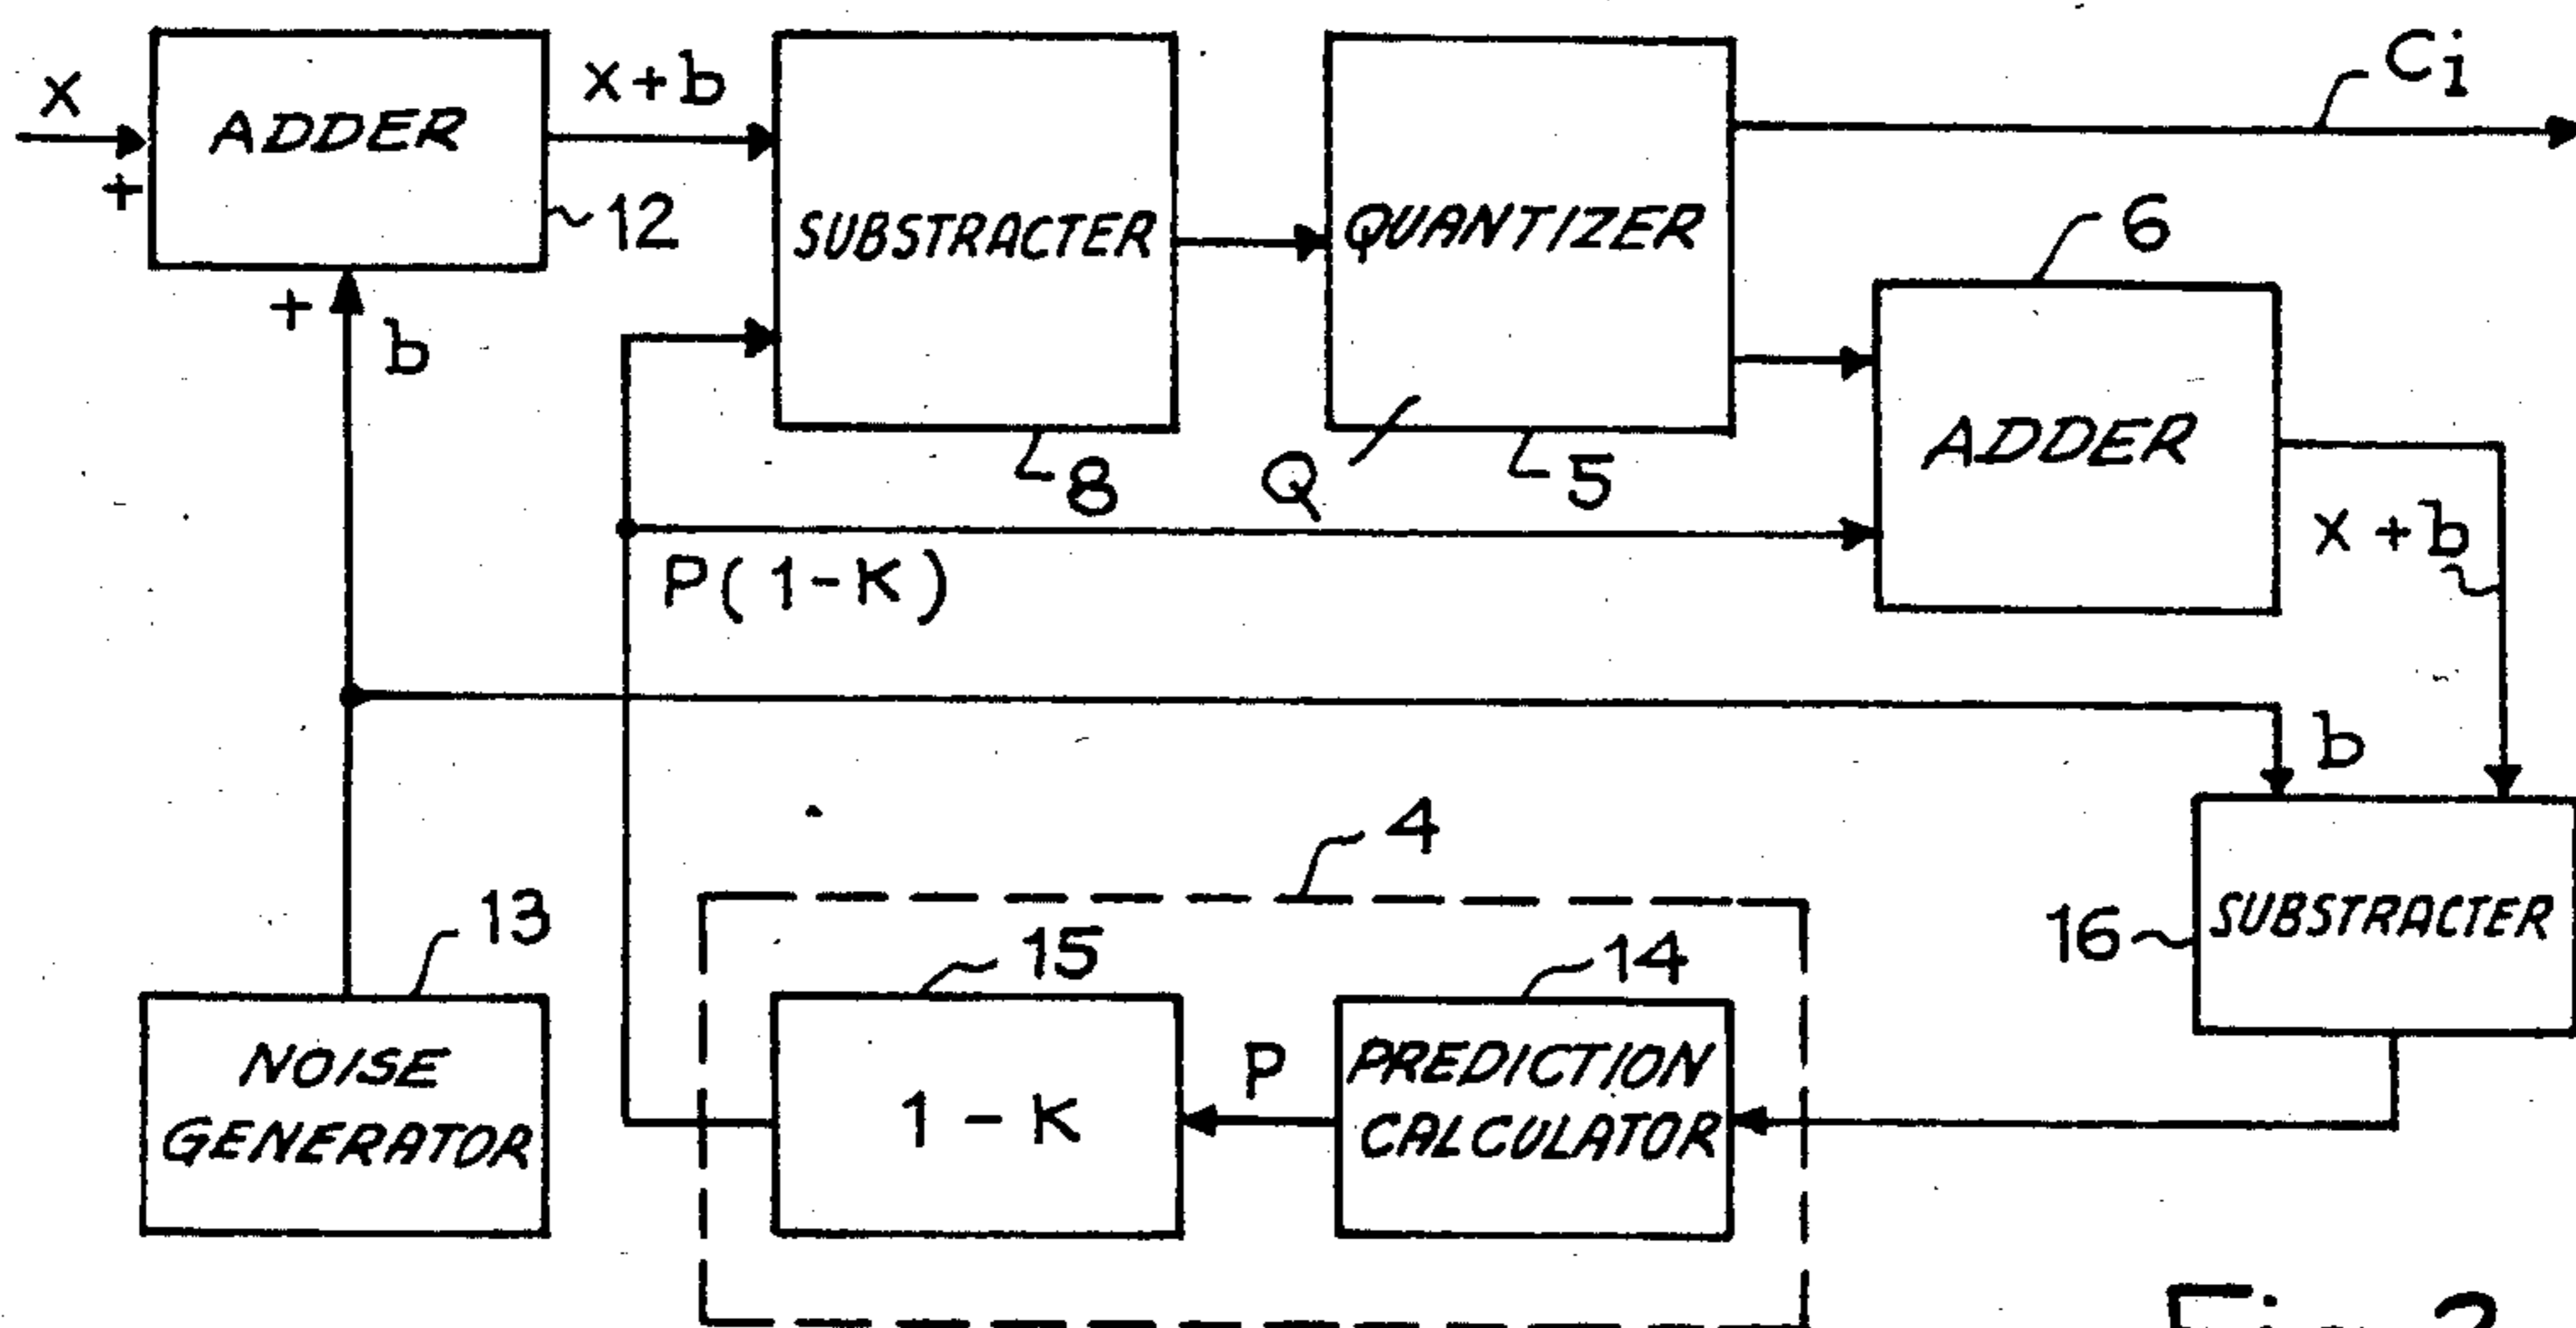 x
+
ADDER
12
x+b
+
b
SUBSTRACTER
8
QUANTIZER
Q
5
Ci
6
ADDER
x+b
P(1-K)
b
4
13
NOISE
GENERATOR
15
1-K
P
14
PREDICTION
CALCULATOR
16
SUBSTRACTER